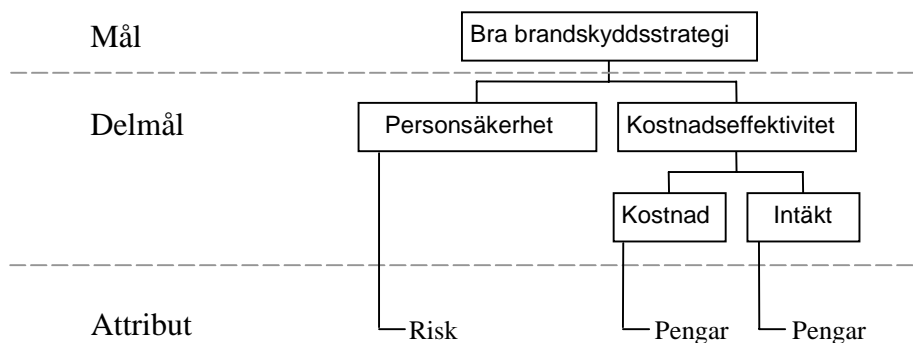 Mål
Bra brandskyddsstrategi
Delmål
Personsäkerhet
Kostnadseffektivitet
Kostnad
Intäkt
Attribut
Risk
Pengar
Pengar